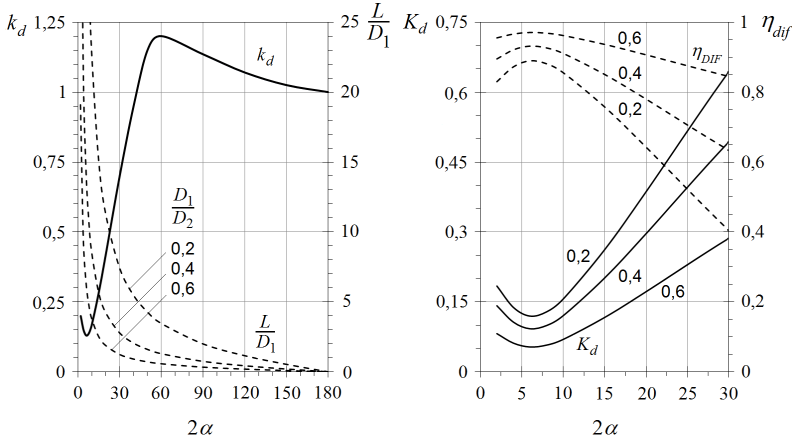 k_d 1,25 25 L/D_1
1 20
0,75 15
0,5 10
0,25 5
0 0
k_d
D_1/D_2
0,2
0,4
0,6
L/D_1
0 30 60 90 120 150 180
2α
K_d 0,75 1 η_dif
0,6 0,8
0,45 0,6
0,3 0,4
0,15 0,2
0 0
0,6
η_DIF
0,4
0,2
0,2
0,4
0,6
K_d
0 5 10 15 20 25 30
2α